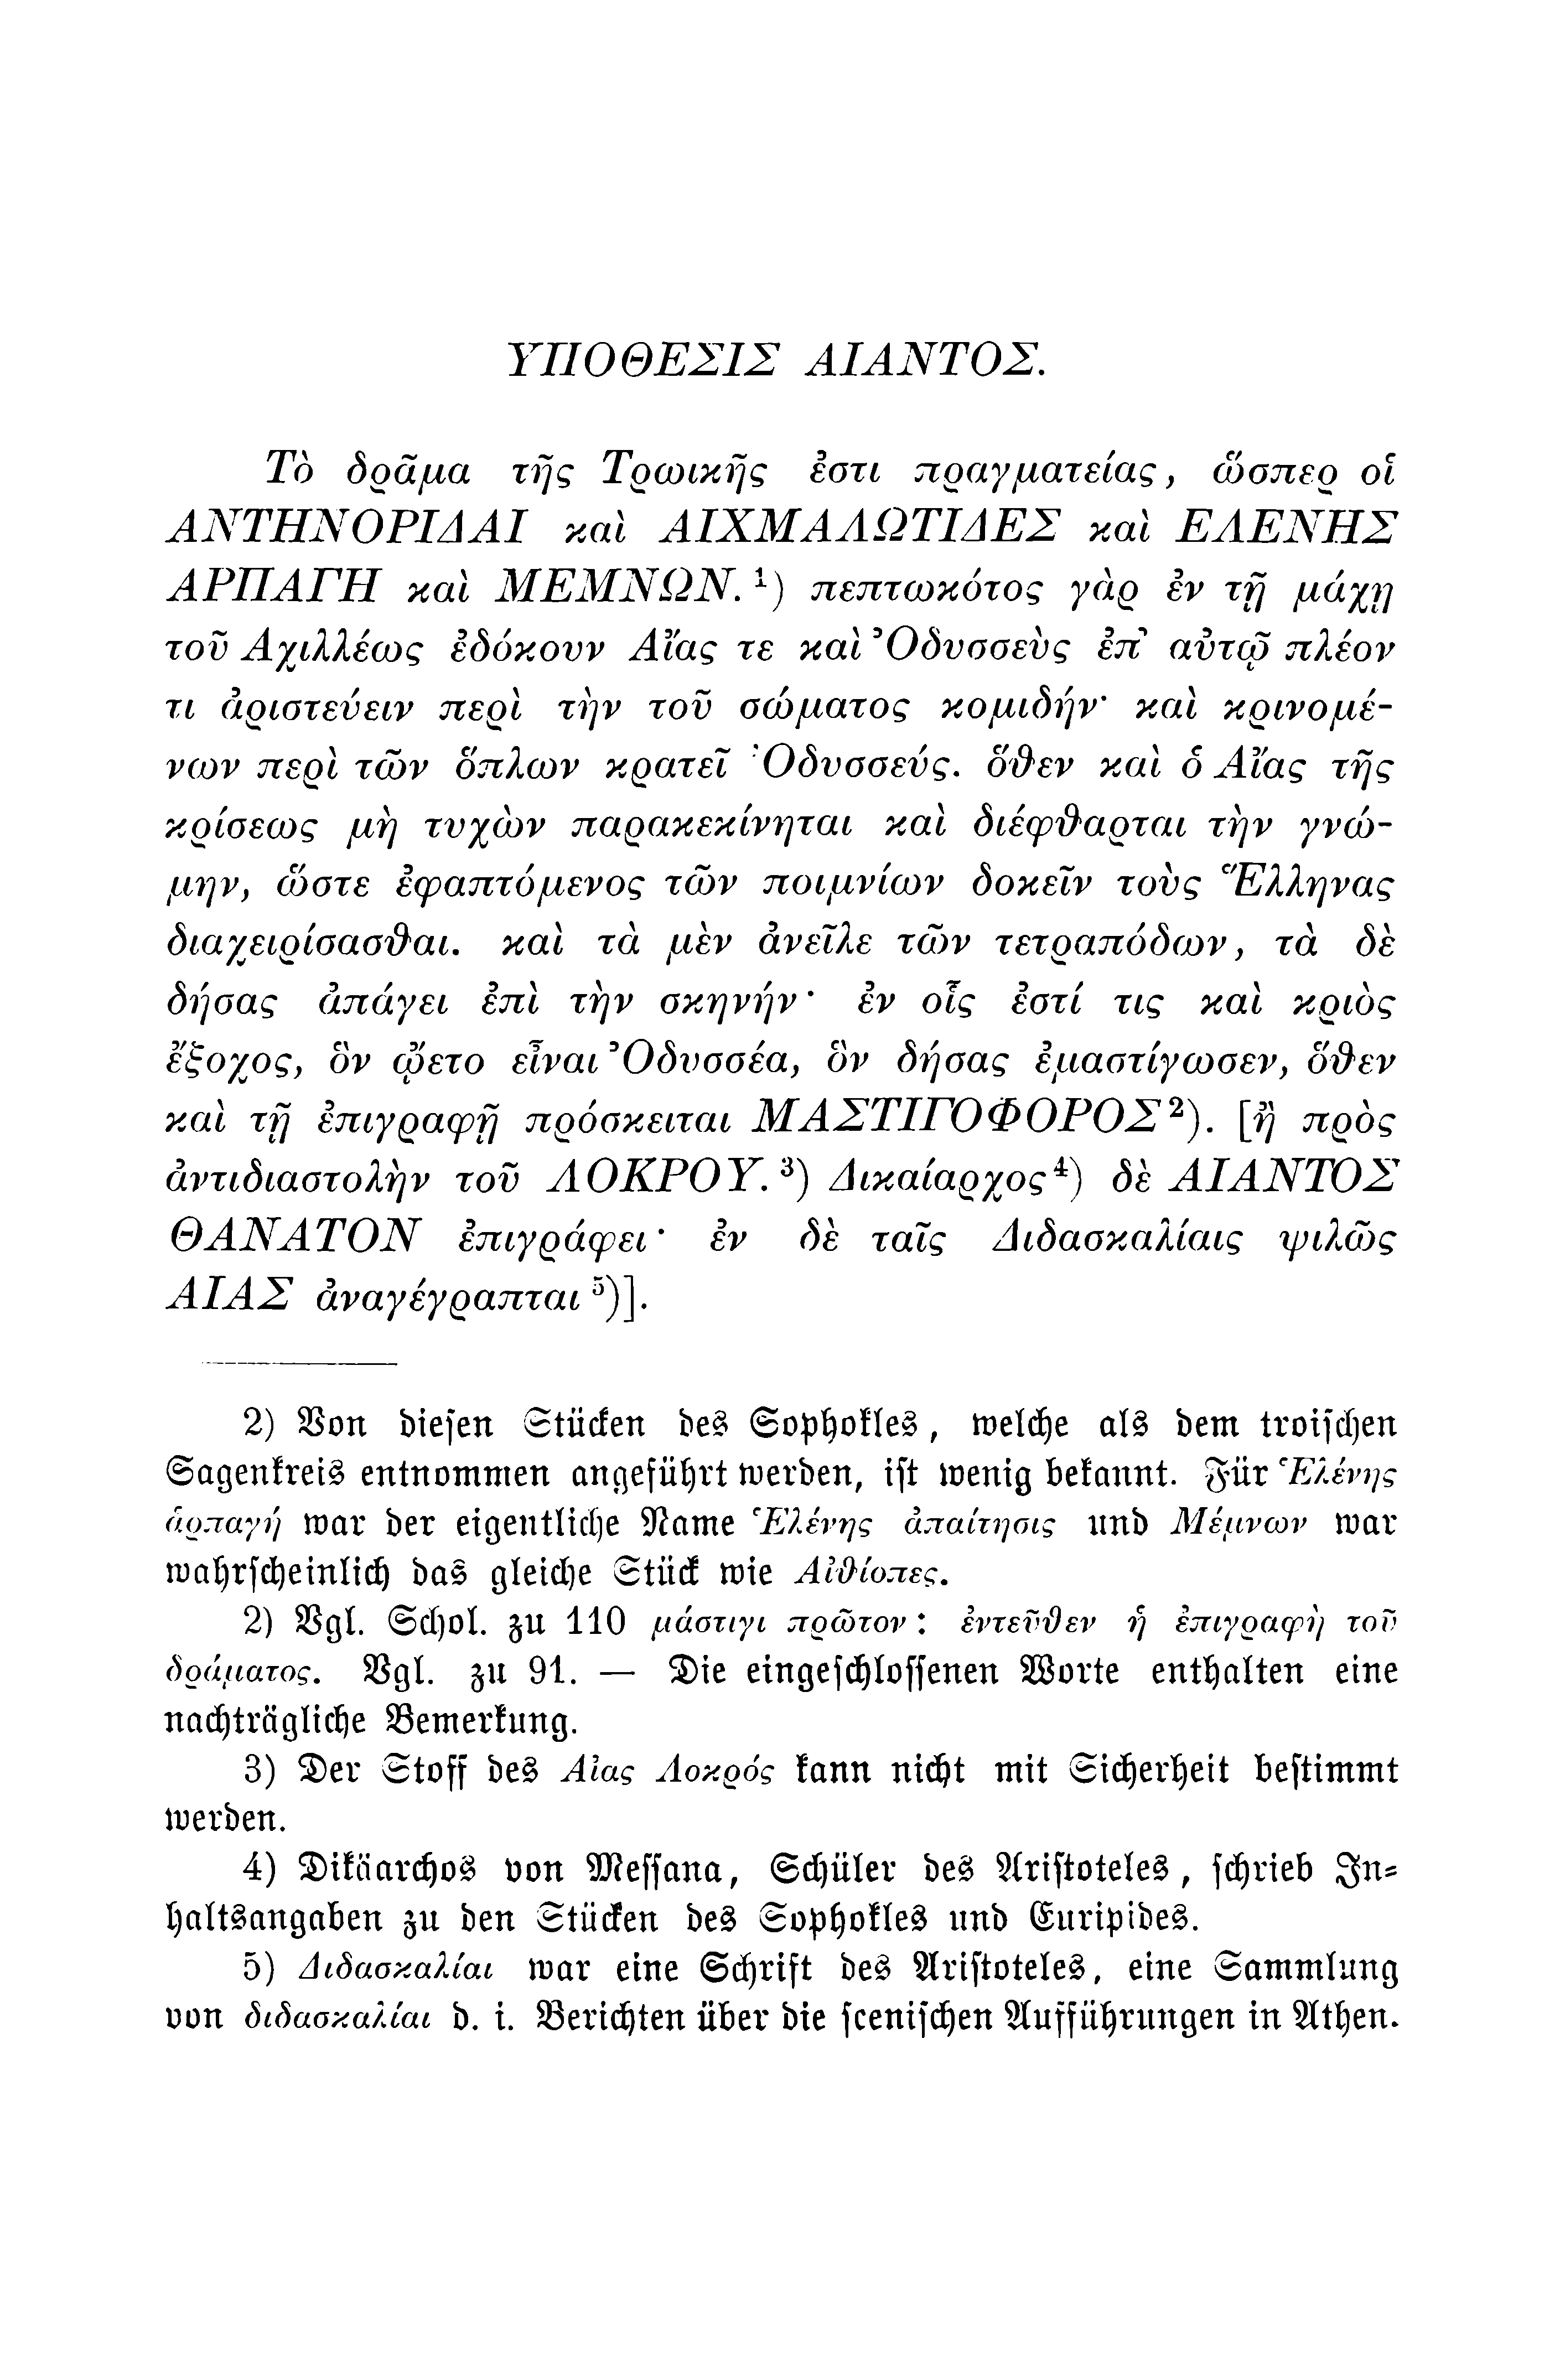 ΥΠΟΘΕΣΙΣ ΑΙΑΝΤΟΣ.
Τὸ δρᾶμα τῆς Τρωικῆς ἐστι πραγματείας, ὥσπερ οἱ
ΑΝΤΗΝΟΡΙΔΑΙ καὶ ΑΙΧΜΑΛΩΤΙΔΕΣ καὶ ΕΛΕΝΗΣ
ΑΡΠΑΓΗ καὶ ΜΕΜΝΩΝ.¹) πεπτωκότος γὰρ ἐν τῇ μάχῃ
τοῦ Ἀχιλλέως ἐδόκουν Αἴας τε καὶ Ὀδυσσεὺς ἐπ᾽ αὐτῷ πλέον
τι ἀριστεύειν περὶ τὴν τοῦ σώματος κομιδήν· καὶ κρινομέ-
νων περὶ τῶν ὅπλων κρατεῖ Ὀδυσσεύς. ὅθεν καὶ ὁ Αἴας τῆς
κρίσεως μὴ τυχὼν παρακεκίνηται καὶ διέφθαρται τὴν γνώ-
μην, ὥστε ἐφαπτόμενος τῶν ποιμνίων δοκεῖν τοὺς Ἕλληνας
διαχειρίσασθαι. καὶ τὰ μὲν ἀνεῖλε τῶν τετραπόδων, τὰ δὲ
δήσας ἀπάγει ἐπὶ τὴν σκηνήν· ἐν οἷς ἐστί τις καὶ κριὸς
ἔξοχος, ὃν ᾤετο εἶναι Ὀδυσσέα, ὃν δήσας ἐμαστίγωσεν, ὅθεν
καὶ τῇ ἐπιγραφῇ πρόσκειται ΜΑΣΤΙΓΟΦΟΡΟΣ²). [ἢ πρὸς
ἀντιδιαστολὴν τοῦ ΛΟΚΡΟΥ.³) Δικαίαρχος⁴) δὲ ΑΙΑΝΤΟΣ
ΘΑΝΑΤΟΝ ἐπιγράφει· ἐν δὲ ταῖς Διδασκαλίαις ψιλῶς
ΑΙΑΣ ἀναγέγραπται⁵)].
2) Von diesen Stücken des Sophokles, welche als dem troischen
Sagenkreis entnommen angeführt werden, ist wenig bekannt. Für Ἑλένης
ἁρπαγή war der eigentliche Name Ἑλένης ἀπαίτησις und Μέμνων war
wahrscheinlich das gleiche Stück wie Αἰθίοπες.
2) Vgl. Schol. zu 110 μάστιγι πρῶτον: ἐντεῦθεν ἡ ἐπιγραφὴ τοῦ
δράματος. Vgl. zu 91. — Die eingeschlossenen Worte enthalten eine
nachträgliche Bemerkung.
3) Der Stoff des Αἴας Λοκρός kann nicht mit Sicherheit bestimmt
werden.
4) Dikäarchos von Messana, Schüler des Aristoteles, schrieb In-
haltsangaben zu den Stücken des Sophokles und Euripides.
5) Διδασκαλίαι war eine Schrift des Aristoteles, eine Sammlung
von διδασκαλίαι d. i. Berichten über die scenischen Aufführungen in Athen.